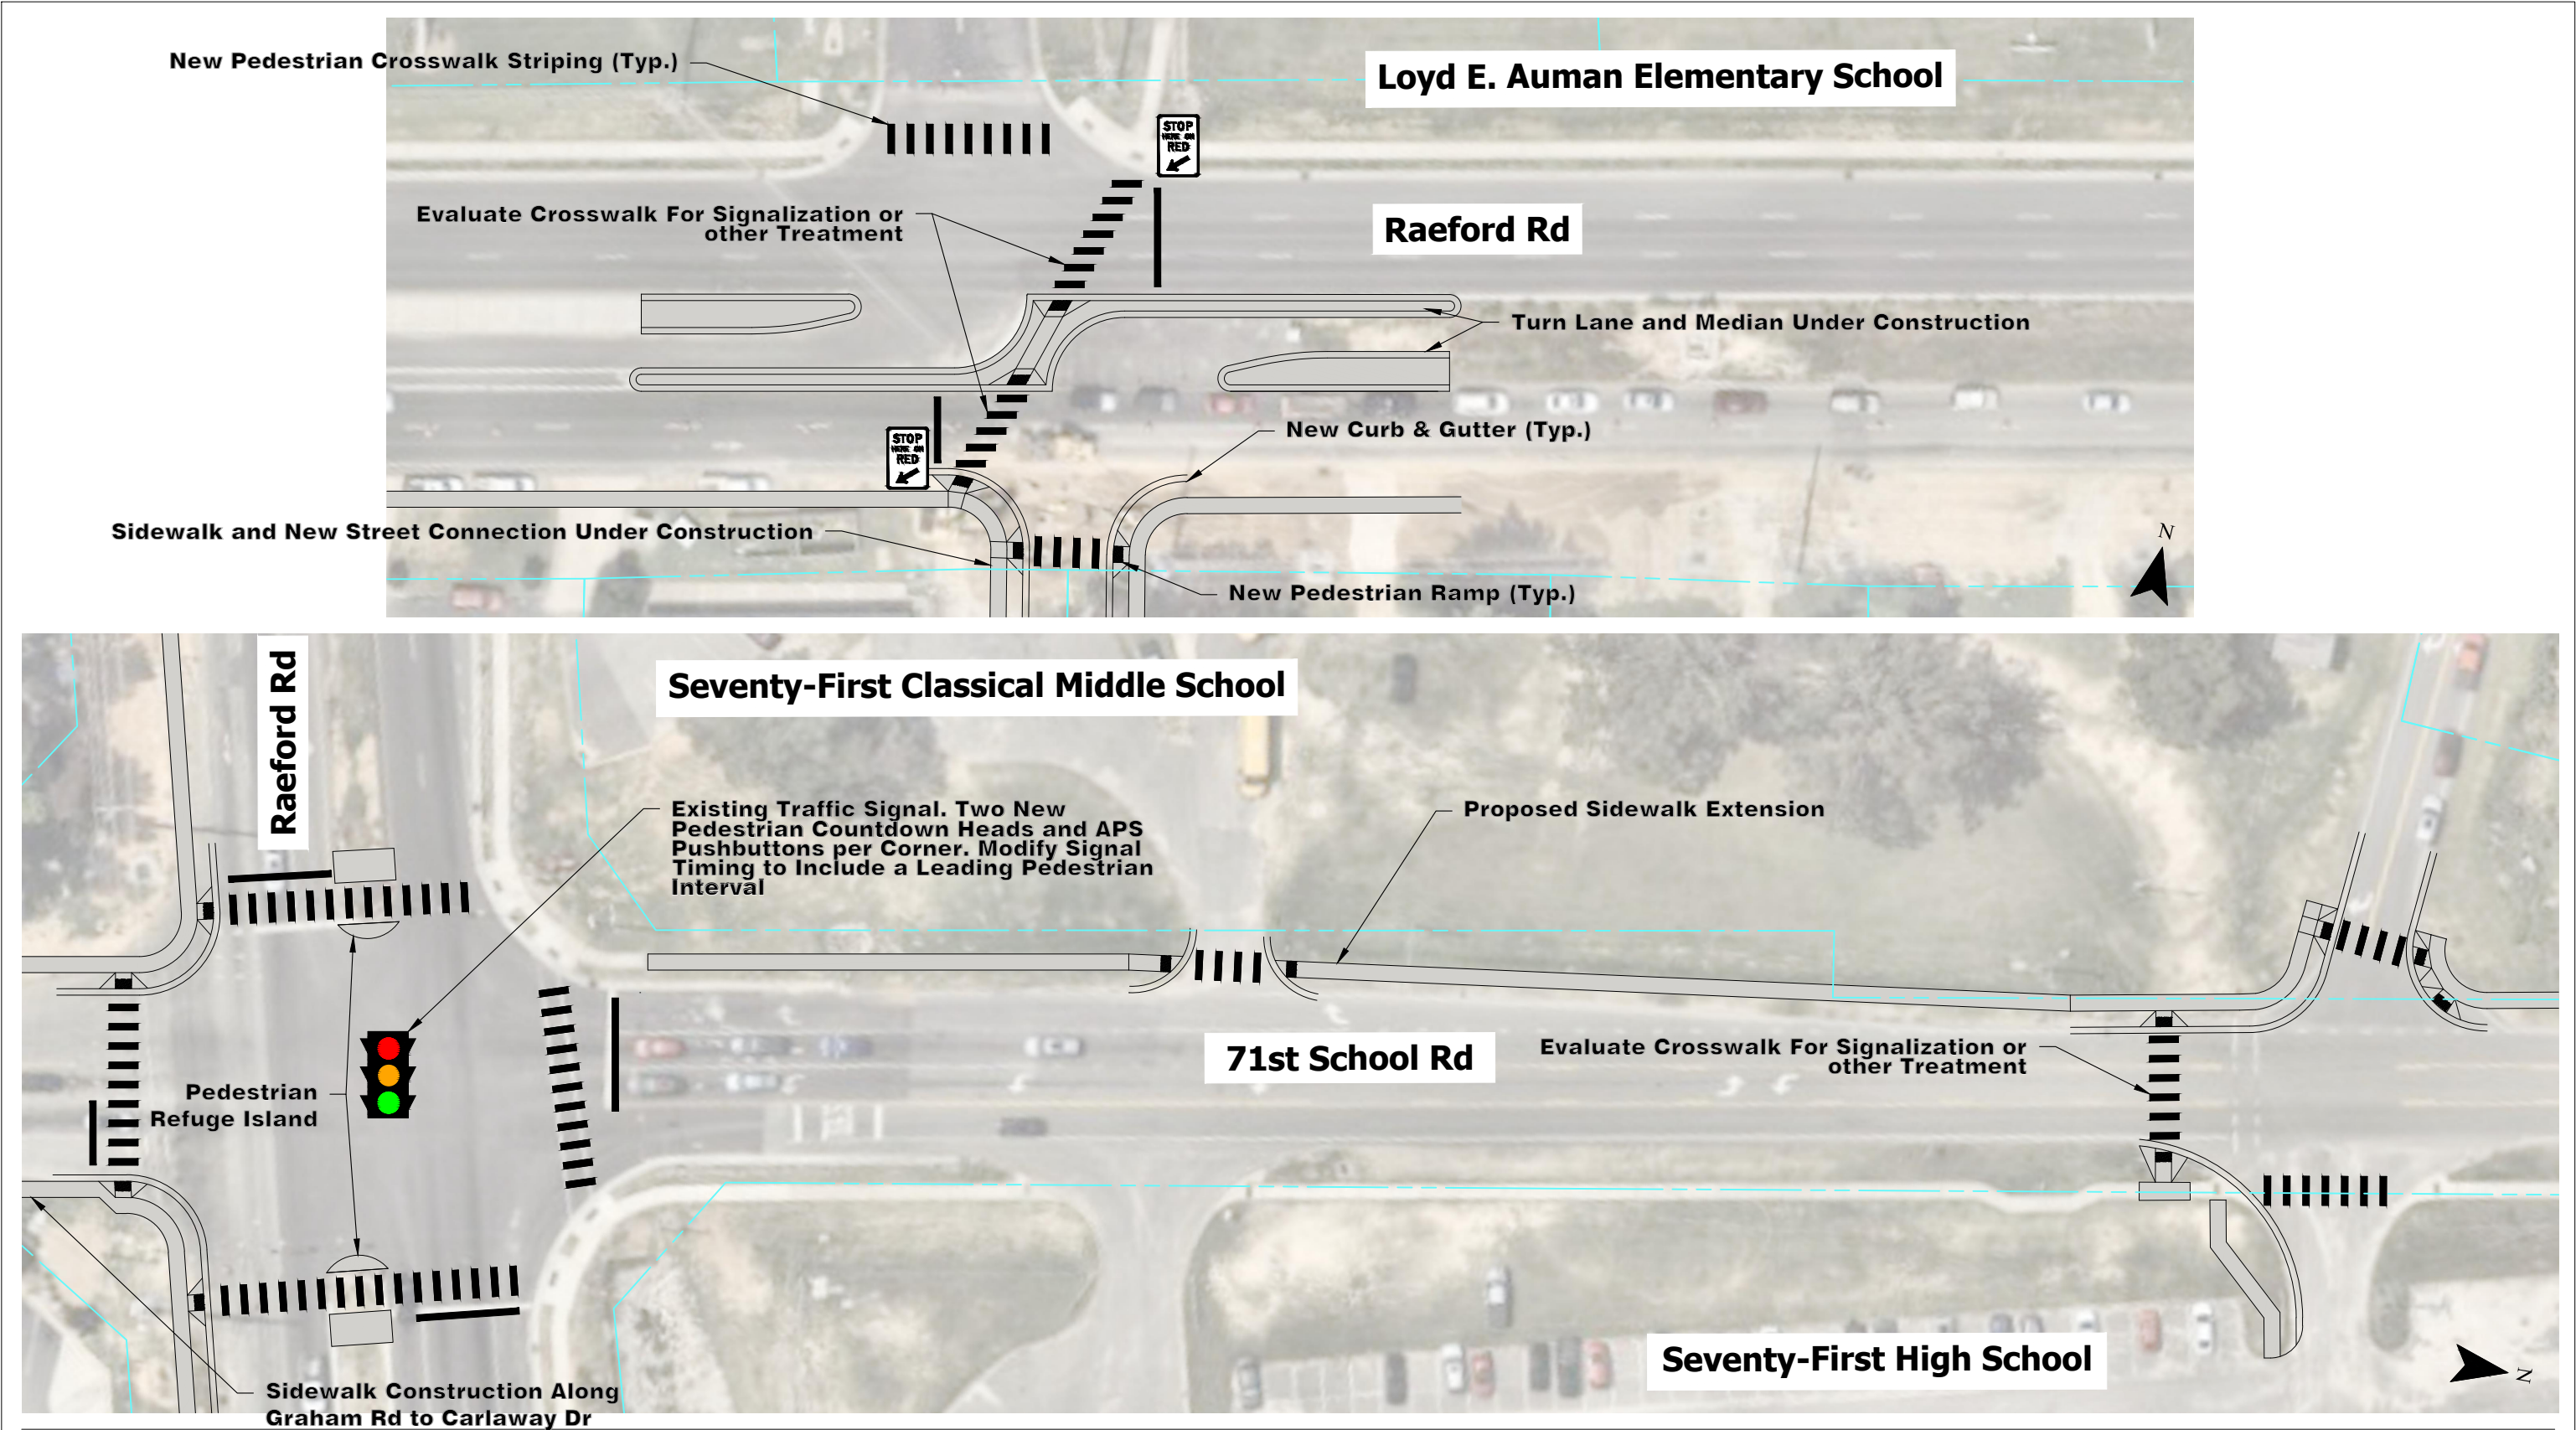 New Pedestrian Crosswalk Striping (Typ.)
Loyd E. Auman Elementary School
STOP
HERE ON
RED
Evaluate Crosswalk For Signalization or
other Treatment
Raeford Rd
Turn Lane and Median Under Construction
New Curb & Gutter (Typ.)
STOP
HERE ON
RED
Sidewalk and New Street Connection Under Construction
New Pedestrian Ramp (Typ.)
N
Raeford Rd
Seventy-First Classical Middle School
Existing Traffic Signal. Two New
Pedestrian Countdown Heads and APS
Pushbuttons per Corner. Modify Signal
Timing to Include a Leading Pedestrian
Interval
Proposed Sidewalk Extension
71st School Rd
Evaluate Crosswalk For Signalization or
other Treatment
Pedestrian
Refuge Island
Seventy-First High School
N
Sidewalk Construction Along
Graham Rd to Carlaway Dr